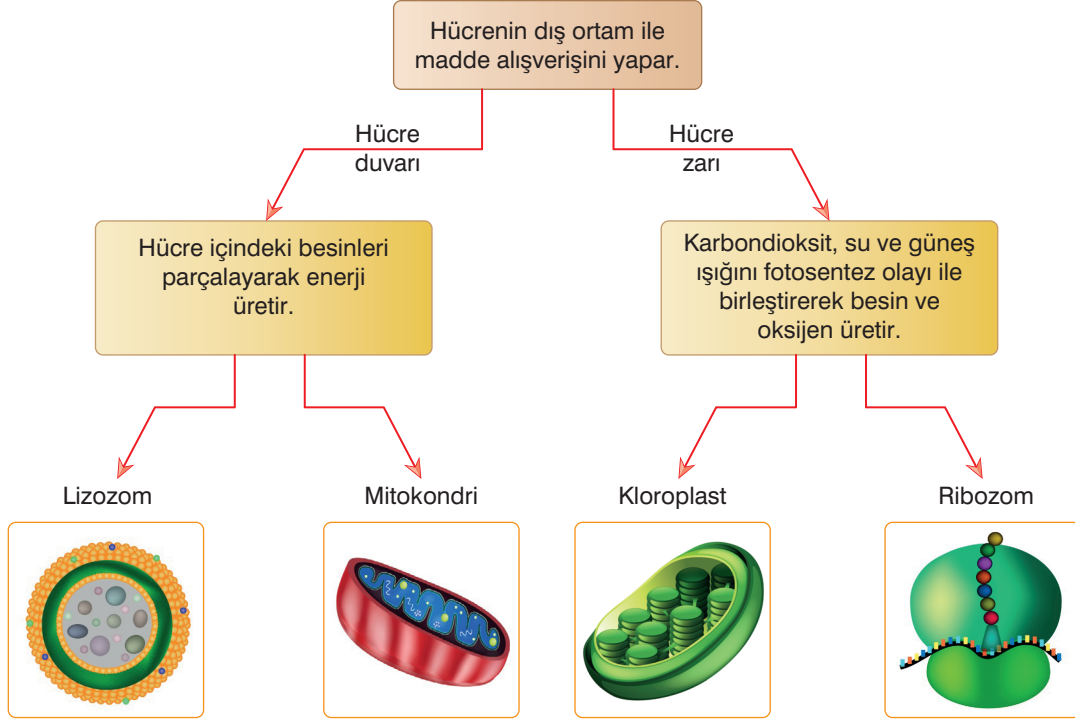 Hücrenin dış ortam ile
madde alışverişini yapar.
Hücre
duvarı
Hücre
zarı
Hücre içindeki besinleri
parçalayarak enerji
üretir.
Karbondioksit, su ve güneş
ışığını fotosentez olayı ile
birleştirerek besin ve
oksijen üretir.
Lizozom
Mitokondri
Kloroplast
Ribozom